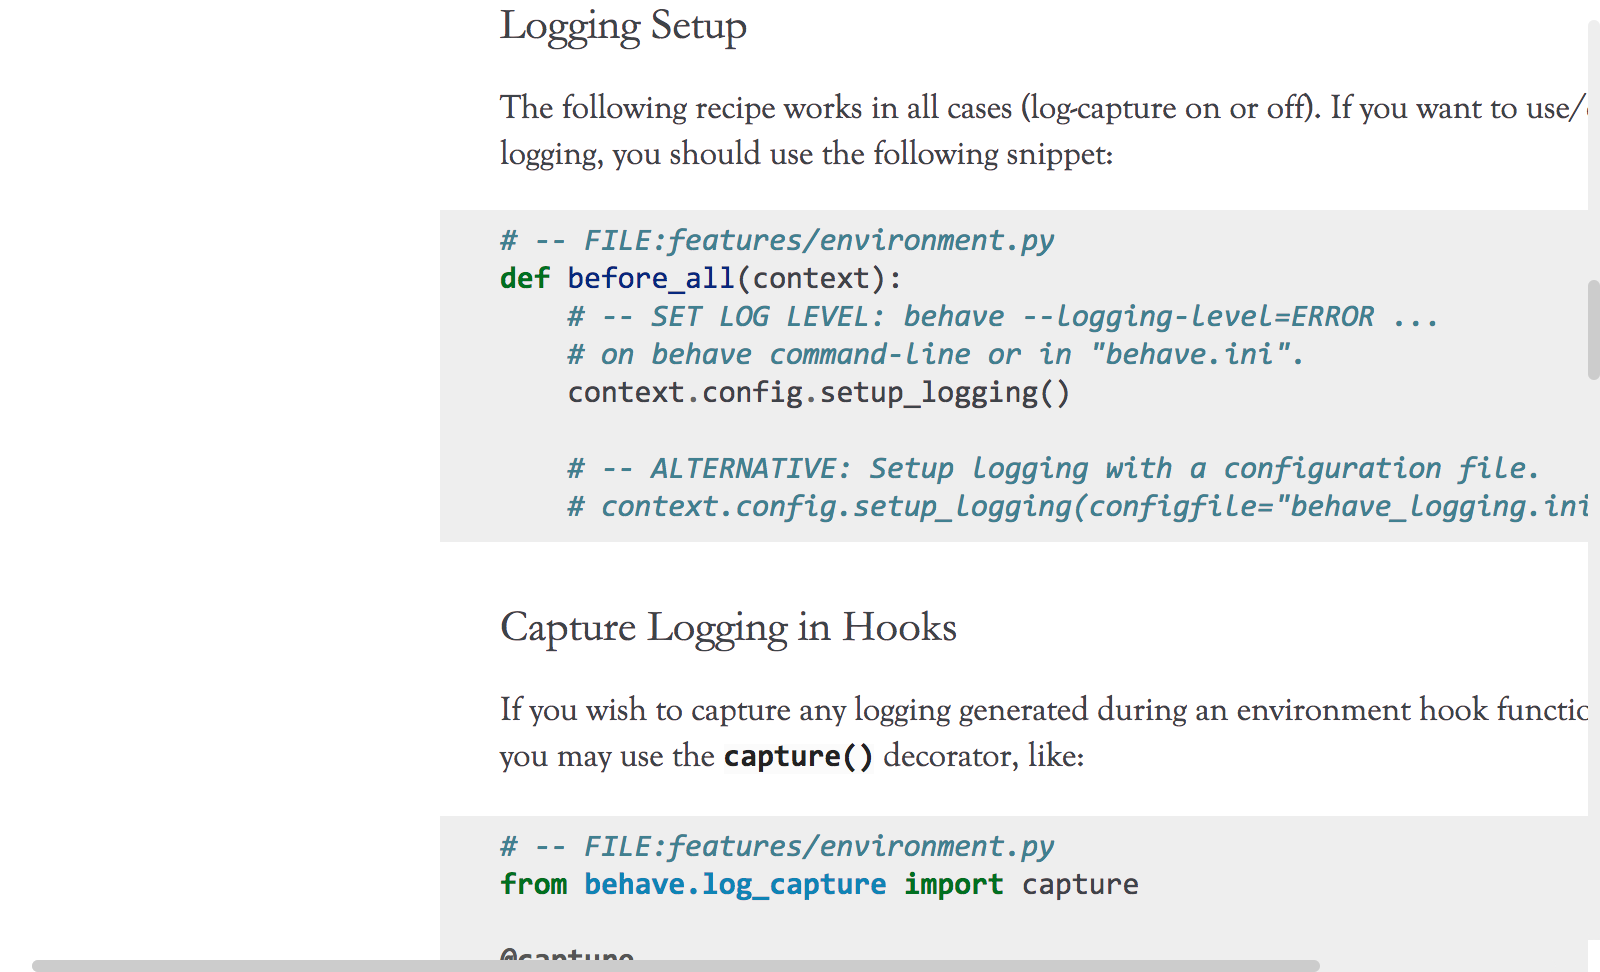 Logging Setup
The following recipe works in all cases (log-capture on or off). If you want to use/
logging, you should use the following snippet:
# -- FILE:features/environment.py
def before_all(context):
    # -- SET LOG LEVEL: behave --logging-level=ERROR ...
    # on behave command-line or in "behave.ini".
    context.config.setup_logging()
    # -- ALTERNATIVE: Setup logging with a configuration file.
    # context.config.setup_logging(configfile="behave_logging.ini
Capture Logging in Hooks
If you wish to capture any logging generated during an environment hook functio
you may use the capture() decorator, like:
# -- FILE:features/environment.py
from behave.log_capture import capture
@capture